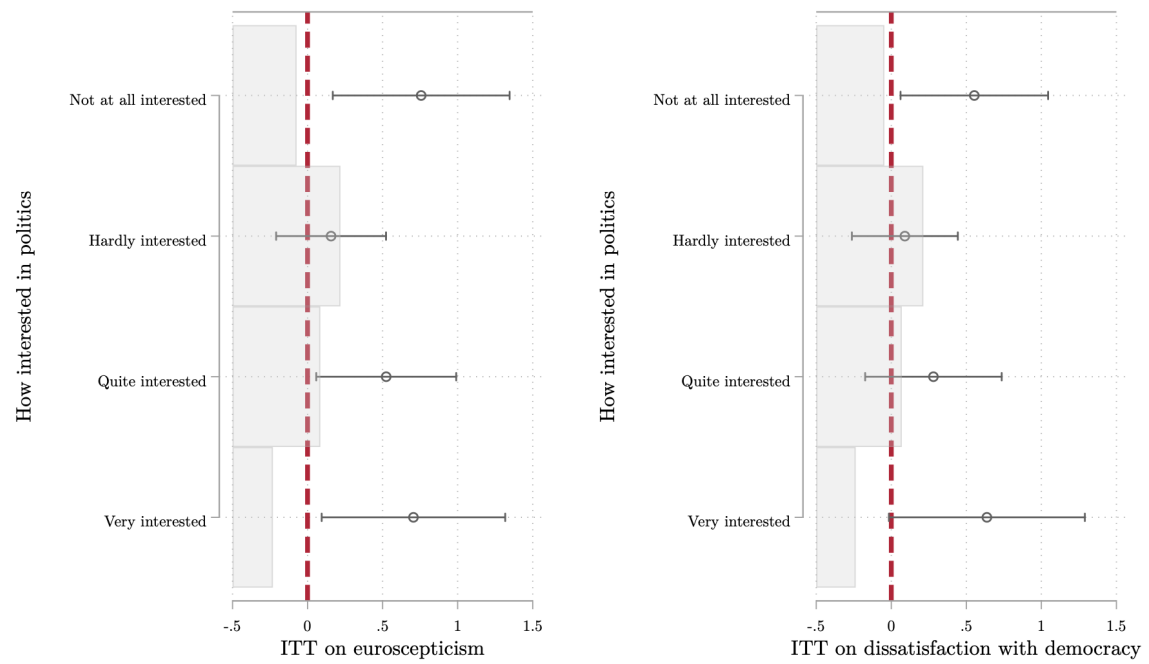 How interested in politics
Not at all interested
Hardly interested
Quite interested
Very interested
-.5 0 .5 1 1.5
ITT on euroscepticism
How interested in politics
Not at all interested
Hardly interested
Quite interested
Very interested
-.5 0 .5 1 1.5
ITT on dissatisfaction with democracy